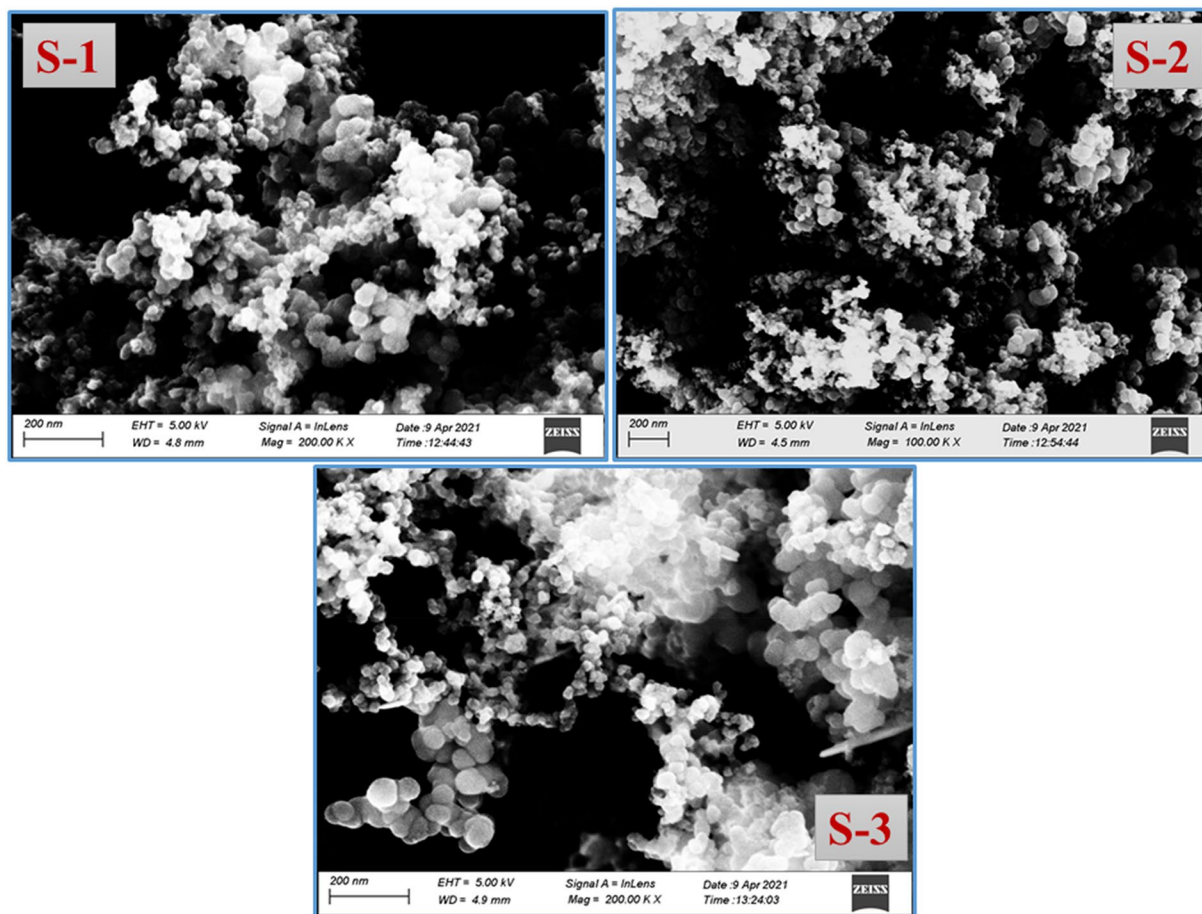 S-1
200 nm
EHT = 5.00 kV
WD = 4.8 mm
Signal A = InLens
Mag = 200.00 K X
Date :9 Apr 2021
Time :12:44:43
ZEISS
S-2
200 nm
EHT = 5.00 kV
WD = 4.5 mm
Signal A = InLens
Mag = 100.00 K X
Date :9 Apr 2021
Time :12:54:44
ZEISS
S-3
200 nm
EHT = 5.00 kV
WD = 4.9 mm
Signal A = InLens
Mag = 200.00 K X
Date :9 Apr 2021
Time :13:24:03
ZEISS